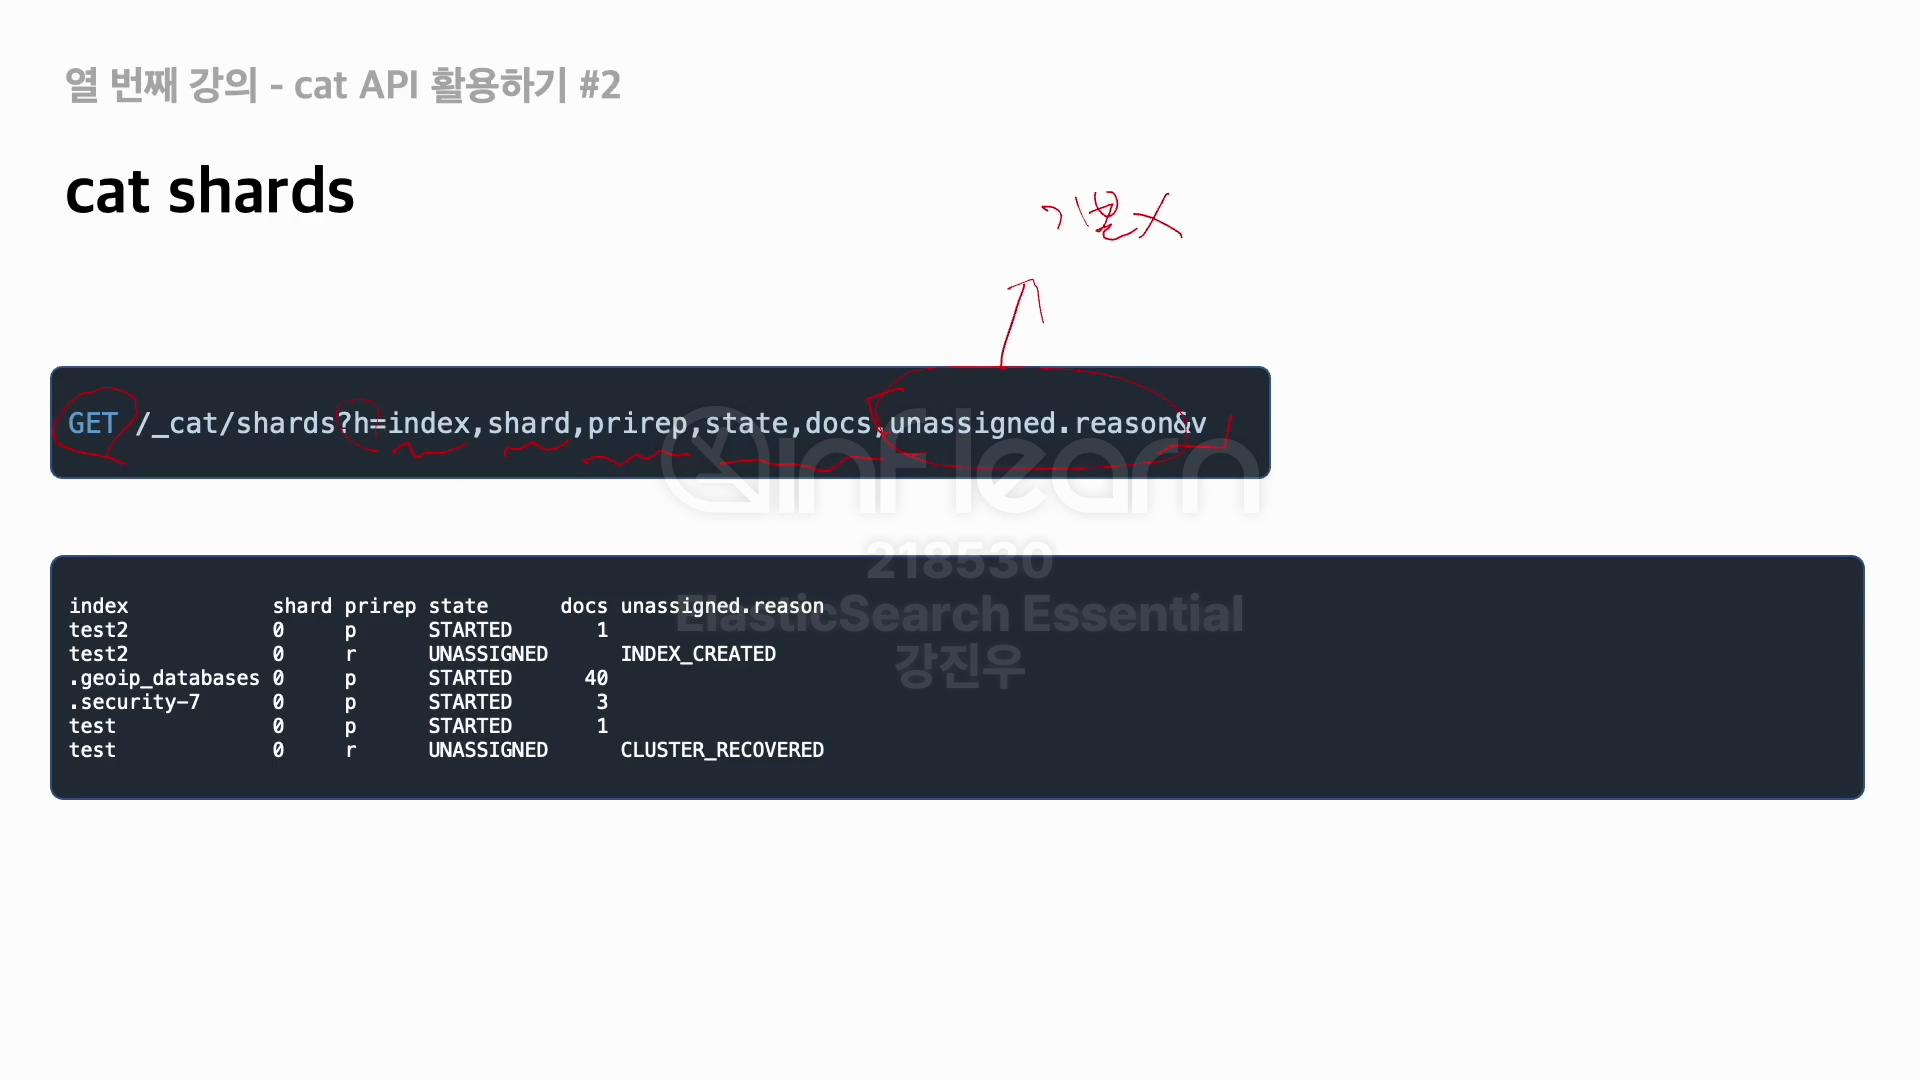 열 번째 강의 - cat API 활용하기 #2
cat shards
기본 X
GET /_cat/shards?h=index,shard,prirep,state,docs,unassigned.reason&v
inflearn
218530
ElasticSearch Essential
강진우
index shard prirep state docs unassigned.reason
test2 0 p STARTED 1
test2 0 r UNASSIGNED INDEX_CREATED
.geoip_databases 0 p STARTED 40
.security-7 0 p STARTED 3
test 0 p STARTED 1
test 0 r UNASSIGNED CLUSTER_RECOVERED